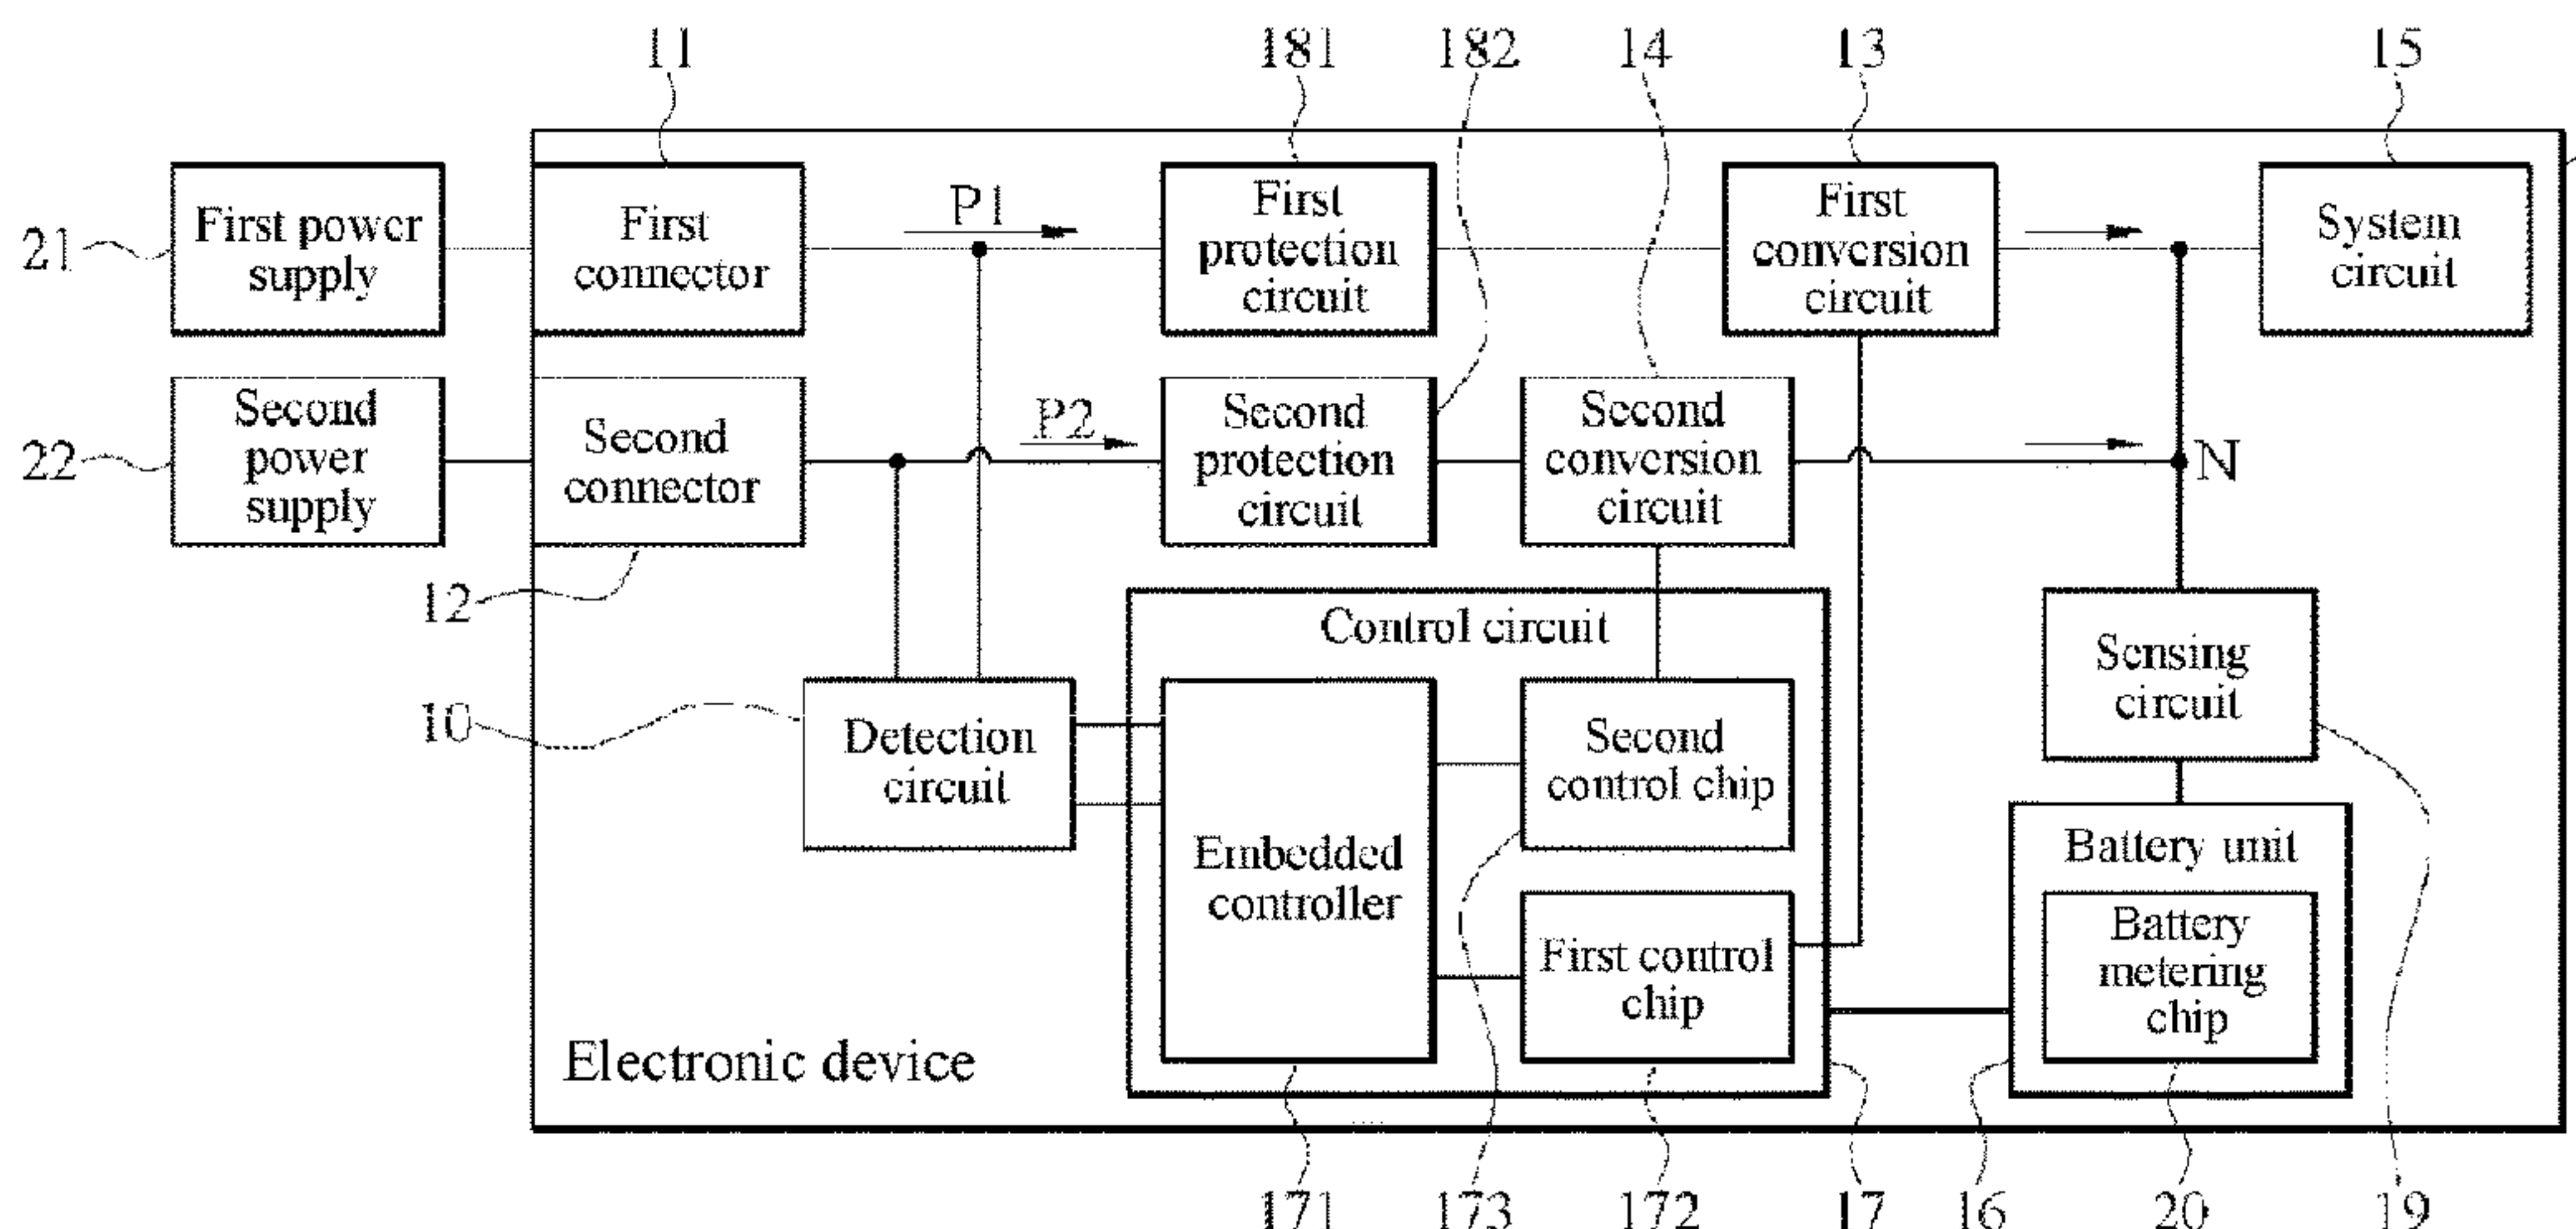 11
181
182
14
13
15
21
First power
supply
First
connector
P1
First
protection
circuit
First
conversion
circuit
System
circuit
22
Second
power
supply
Second
connector
P2
Second
protection
circuit
Second
conversion
circuit
N
12
Control circuit
Sensing
circuit
10
Detection
circuit
Embedded
controller
Second
control chip
First control
chip
Battery unit
Battery
metering
chip
Electronic device
171
173
172
17
16
20
19